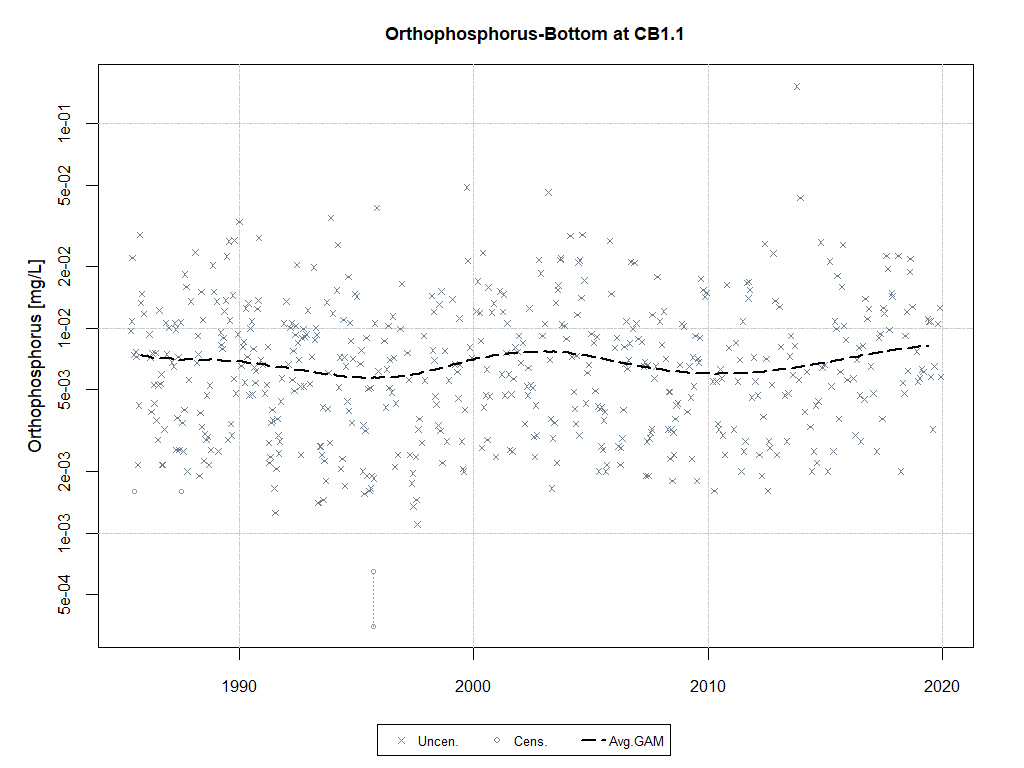 Orthophosphorus-Bottom at CB1.1
Orthophosphorus [mg/L]
1e-01
5e-02
2e-02
1e-02
5e-03
2e-03
1e-03
5e-04
1990
2000
2010
2020
Uncen.
Cens.
Avg.GAM